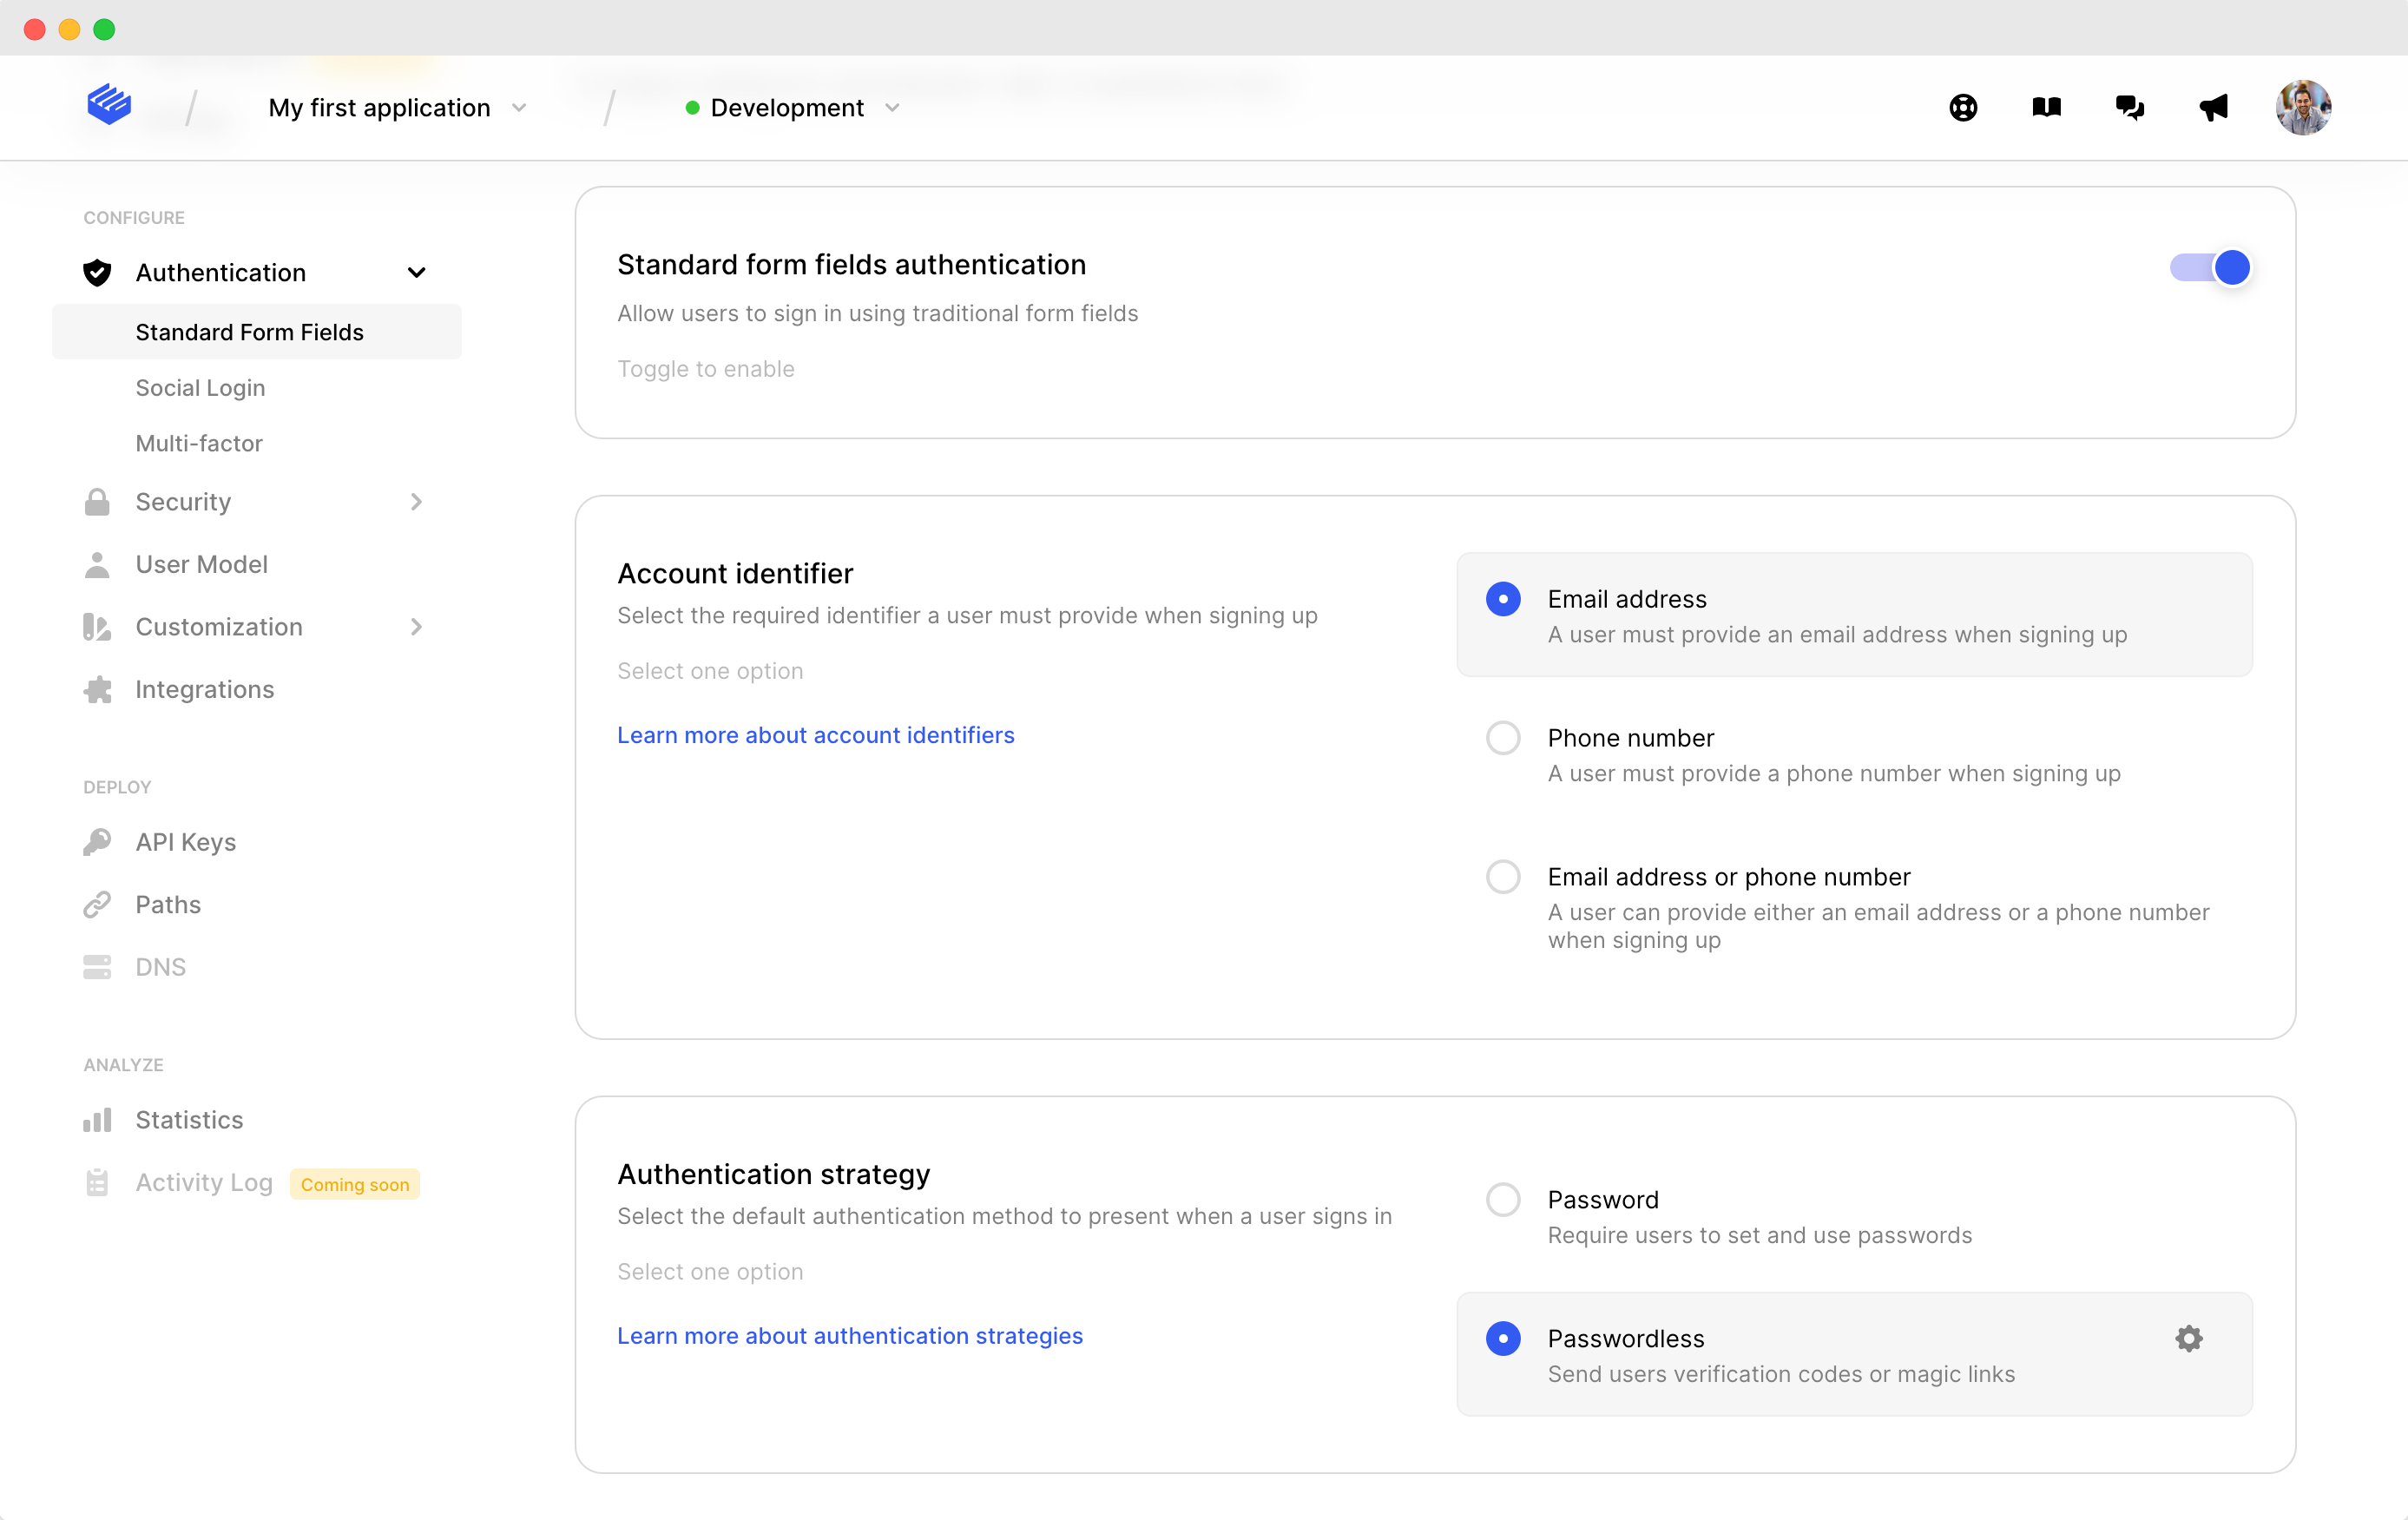 My first application
Development
CONFIGURE
Authentication
Standard Form Fields
Social Login
Multi-factor
Security
User Model
Customization
Integrations
DEPLOY
API Keys
Paths
DNS
ANALYZE
Statistics
Activity Log Coming soon
Standard form fields authentication
Allow users to sign in using traditional form fields
Toggle to enable
Account identifier
Select the required identifier a user must provide when signing up
Select one option
Learn more about account identifiers
Email address
A user must provide an email address when signing up
Phone number
A user must provide a phone number when signing up
Email address or phone number
A user can provide either an email address or a phone number
when signing up
Authentication strategy
Select the default authentication method to present when a user signs in
Select one option
Learn more about authentication strategies
Password
Require users to set and use passwords
Passwordless
Send users verification codes or magic links